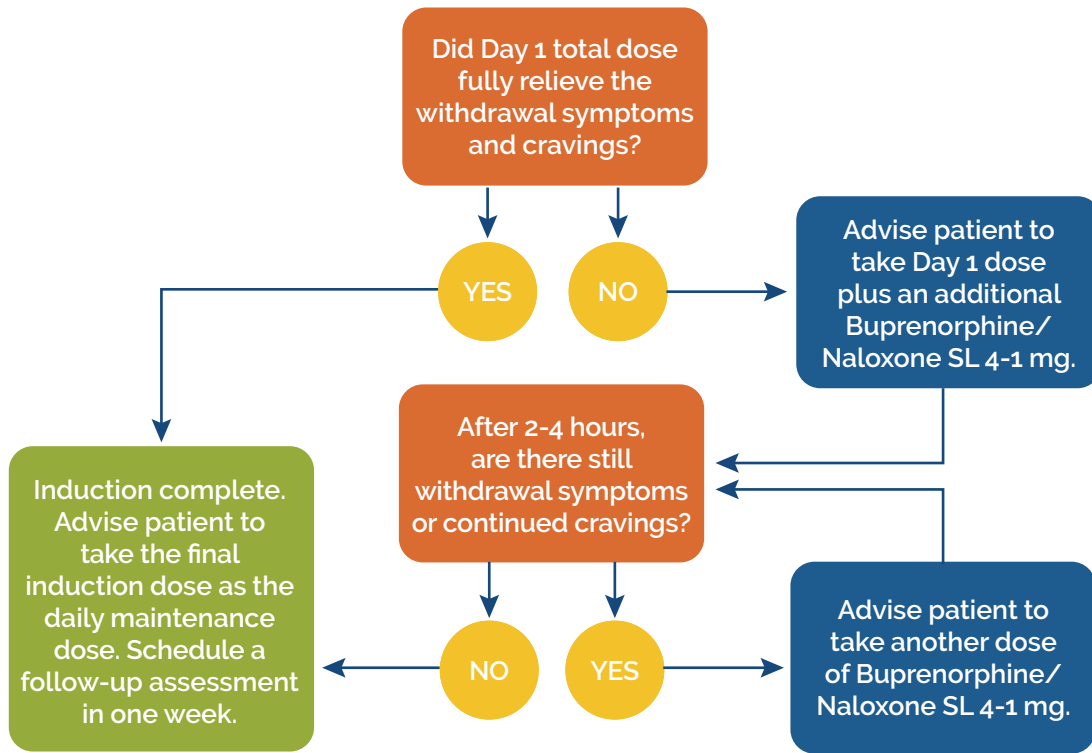 Did Day 1 total dose
fully relieve the
withdrawal symptoms
and cravings?
YES
NO
Advise patient to
take Day 1 dose
plus an additional
Buprenorphine/
Naloxone SL 4-1 mg.
After 2-4 hours,
are there still
withdrawal symptoms
or continued cravings?
NO
YES
Advise patient to
take another dose
of Buprenorphine/
Naloxone SL 4-1 mg.
Induction complete.
Advise patient to
take the final
induction dose as the
daily maintenance
dose. Schedule a
follow-up assessment
in one week.